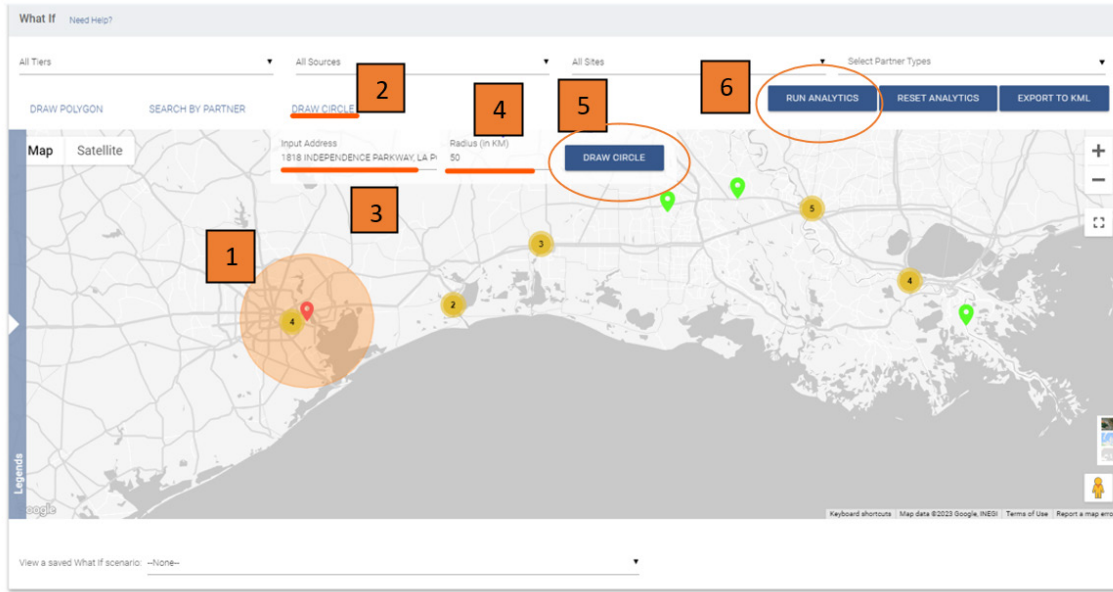 What If Need Help?
All Tiers All Sources All Sites Select Partner Types
2 4 5 6
DRAW POLYGON SEARCH BY PARTNER DRAW CIRCLE RUN ANALYTICS RESET ANALYTICS EXPORT TO KML
Map Satellite
Input Address Radius (in KM)
1818 INDEPENDENCE PARKWAY, LA 50 DRAW CIRCLE
3
1
5
3
4
2
4
Legends
Google
Keyboard shortcuts Map data ©2023 Google, INEGI Terms of Use Report a map
View a saved What If scenario: --None--